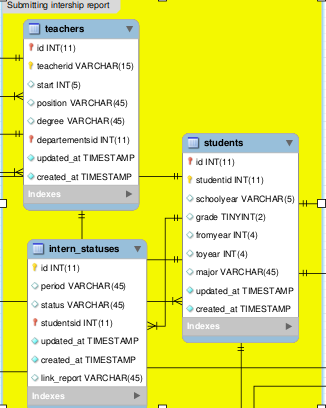 Submitting intership report
teachers
id INT(11)
teacherid VARCHAR(15)
start INT(5)
position VARCHAR(45)
degree VARCHAR(45)
departementsid INT(11)
updated_at TIMESTAMP
created_at TIMESTAMP
Indexes
students
id INT(11)
studentid INT(11)
schoolyear VARCHAR(5)
grade TINYINT(2)
fromyear INT(4)
toyear INT(4)
major VARCHAR(45)
updated_at TIMESTAMP
created_at TIMESTAMP
Indexes
intern_statuses
id INT(11)
period VARCHAR(45)
status VARCHAR(45)
studentsid INT(11)
updated_at TIMESTAMP
created_at TIMESTAMP
link_report VARCHAR(45)
Indexes